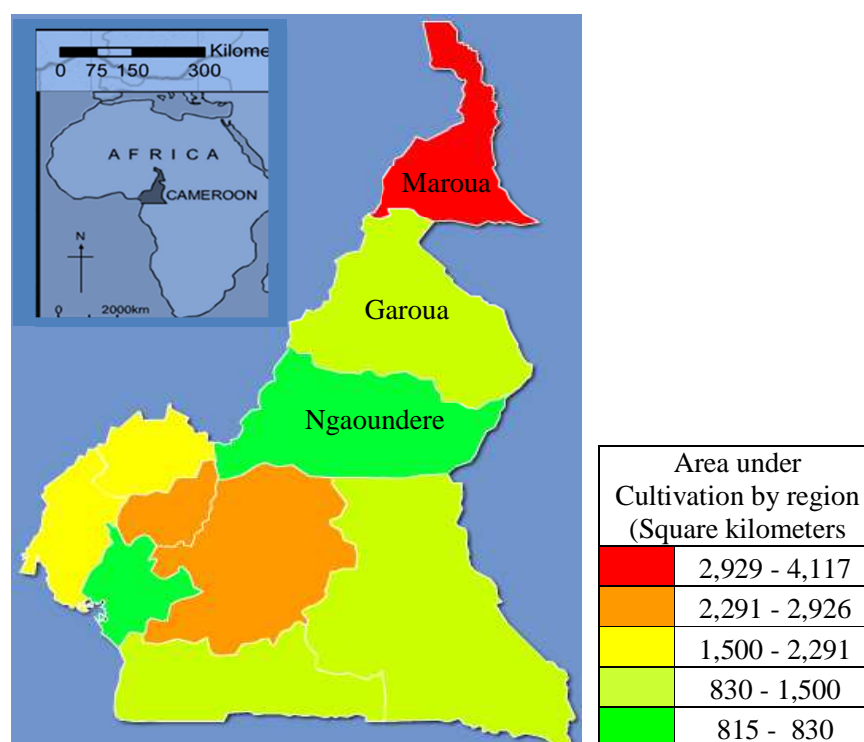 Kilome
0 75 150 300
A F R I C A
CAMEROON
N
0 2000km
Maroua
Garoua
Ngaoundere
Area under
Cultivation by region
(Square kilometers
2,929 - 4,117
2,291 - 2,926
1,500 - 2,291
830 - 1,500
815 - 830